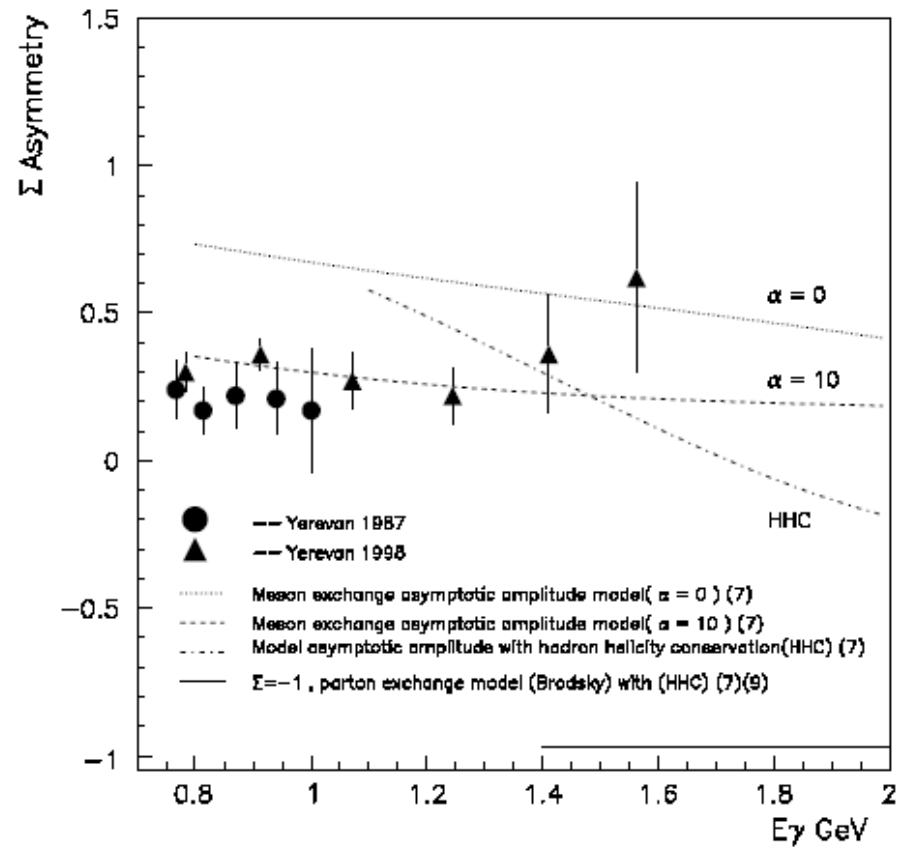 Σ Asymmetry
1.5
1
0.5
0
−0.5
−1
α = 0
α = 10
HHC
—— Yerevan 1987
—— Yerevan 1998
Meson exchange asymptotic amplitude model( α = 0 ) (7)
Meson exchange asymptotic amplitude model( α = 10 ) (7)
Model asymptotic amplitude with hadron helicity conservation(HHC) (7)
Σ=−1 , parton exchange model (Brodsky) with (HHC) (7)(9)
0.8 1 1.2 1.4 1.6 1.8 2
Eγ GeV